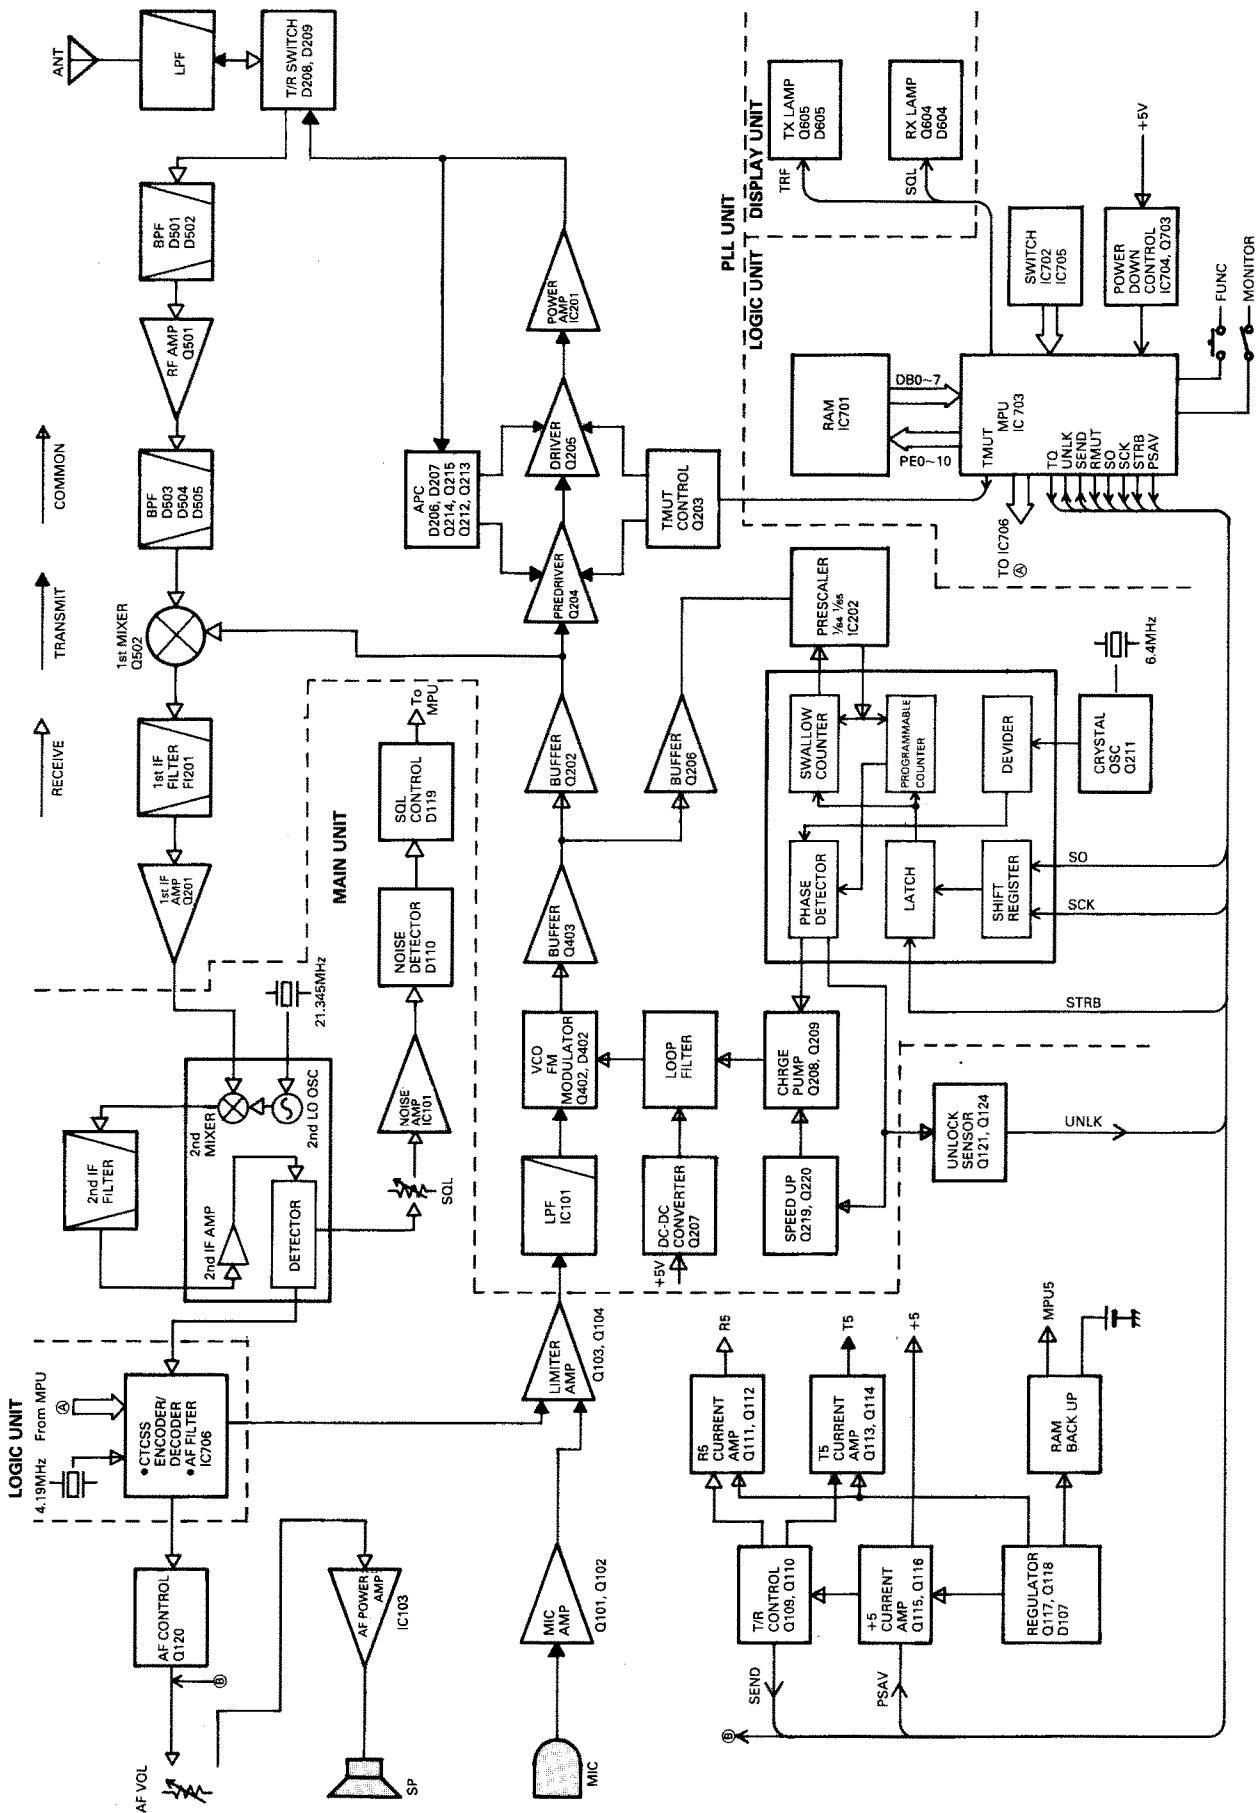 LOGIC UNIT
4.19MHz
From MPU
Ⓐ
• CTCSS
ENCODER/
DECODER
• AF FILTER
IC706
AF CONTROL
Q120
Ⓑ
AF VOL
AF POWER
AMP
IC103
SP
MIC
MIC
AMP
Q101, Q102
LIMITER
AMP
Q103, Q104
2nd IF
FILTER
2nd
MIXER
2nd LO OSC
21.345MHz
2nd IF AMP
DETECTOR
SQL
NOISE
AMP
IC101
NOISE
DETECTOR
D110
SQL
CONTROL
D119
To
MPU
MAIN UNIT
RECEIVE
TRANSMIT
COMMON
ANT
LPF
T/R SWITCH
D208, D209
BPF
D501
D502
RF AMP
Q501
BPF
D503
D504
D505
1st MIXER
Q502
1st IF
FILTER
FI201
1st IF
AMP
Q201
LPF
IC101
VCO
FM
MODULATOR
Q402, D402
BUFFER
Q403
BUFFER
Q202
PREDRIVER
Q204
DRIVER
Q205
POWER
AMP
IC201
APC
D206, D207
Q214, Q215
Q212, Q213
TMUT
CONTROL
Q203
BUFFER
Q206
PRESCALER
1/64 1/65
IC202
+5V
DC-DC
CONVERTER
Q207
LOOP
FILTER
SPEED UP
Q219, Q220
CHRGE
PUMP
Q208, Q209
PHASE
DETECTOR
SWALLOW
COUNTER
LATCH
PROGRAMMABLE
COUNTER
SHIFT
REGISTER
DEVIDER
CRYSTAL
OSC
Q211
6.4MHz
SO
SCK
STRB
UNLOCK
SENSOR
Q121, Q124
UNLK
PLL UNIT
LOGIC UNIT
DISPLAY UNIT
TRF
TX LAMP
Q605
D605
SQL
RX LAMP
Q604
D604
RAM
IC701
DB0~7
PE0~10
MPU
IC703
TMUT
TO IC706
Ⓐ
TQ
UNLK
SEND
RMUT
SO
SCK
STRB
PSAV
SWITCH
IC702
IC705
POWER
DOWN
CONTROL
IC704, Q703
+5V
FUNC
MONITOR
R5
CURRENT
AMP
Q111, Q112
R5
T5
CURRENT
AMP
Q113, Q114
T5
+5
RAM
BACK UP
MPU5
T/R
CONTROL
Q109, Q110
+5
CURRENT
AMP
Q115, Q116
REGULATOR
Q117, Q118
D107
SEND
PSAV
Ⓑ